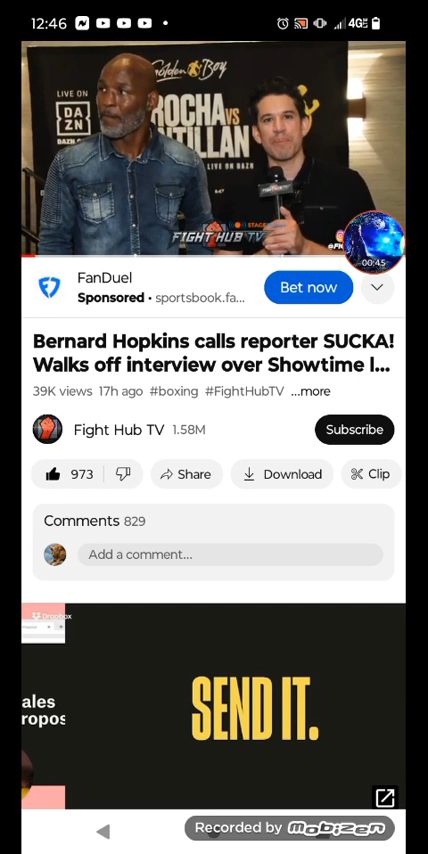 12:46
4G
Golden Boy
LIVE ON
DAZN
ROCHA VS
SANTILLAN
LIVE ON DAZN
FIGHT HUB TV
00:45
FanDuel
Sponsored • sportsbook.fa...
Bet now
Bernard Hopkins calls reporter SUCKA!
Walks off interview over Showtime l...
39K views 17h ago #boxing #FightHubTV ...more
Fight Hub TV 1.58M
Subscribe
973
Share
Download
Clip
Comments 829
Add a comment...
Dropbox
ales
ropos
SEND IT.
Recorded by Mobizen